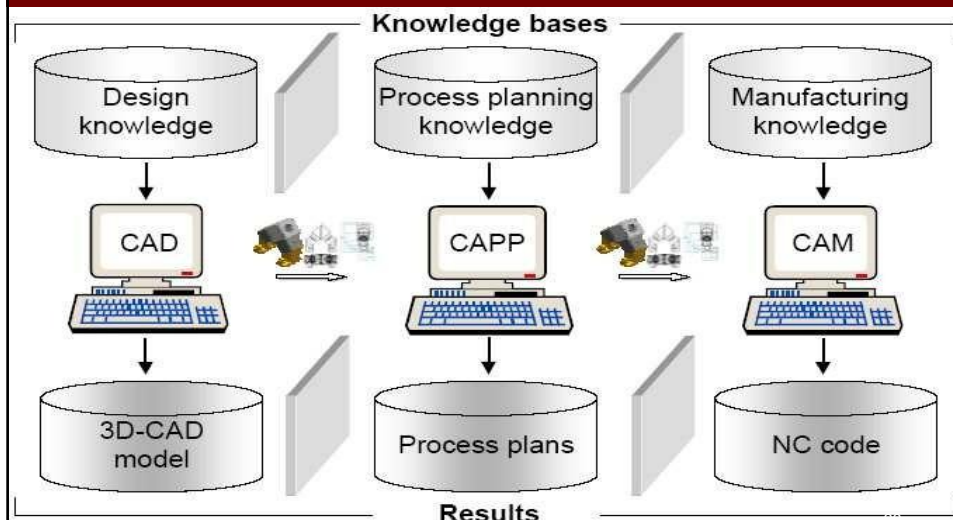 Knowledge bases
Design
knowledge
Process planning
knowledge
Manufacturing
knowledge
CAD
CAPP
CAM
3D-CAD
model
Process plans
NC code
Results